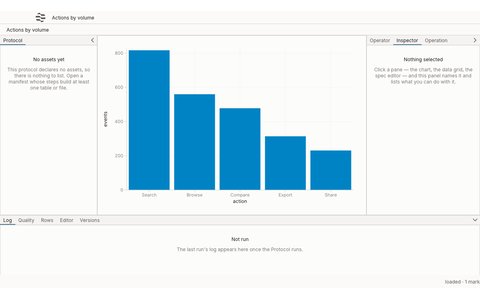 Actions by volume
Actions by volume
Protocol
No assets yet
This protocol declares no assets, so
there is nothing to list. Open a
manifest whose steps build at least
one table or file.
800
600
400
200
0
events
Search
Browse
Compare
Export
Share
action
Operator
Inspector
Operation
Nothing selected
Click a pane — the chart, the data grid, the
spec editor — and this panel names it and
lists what you can do with it.
Log
Quality
Rows
Editor
Versions
Not run
The last run's log appears here once the Protocol runs.
loaded · 1 mark